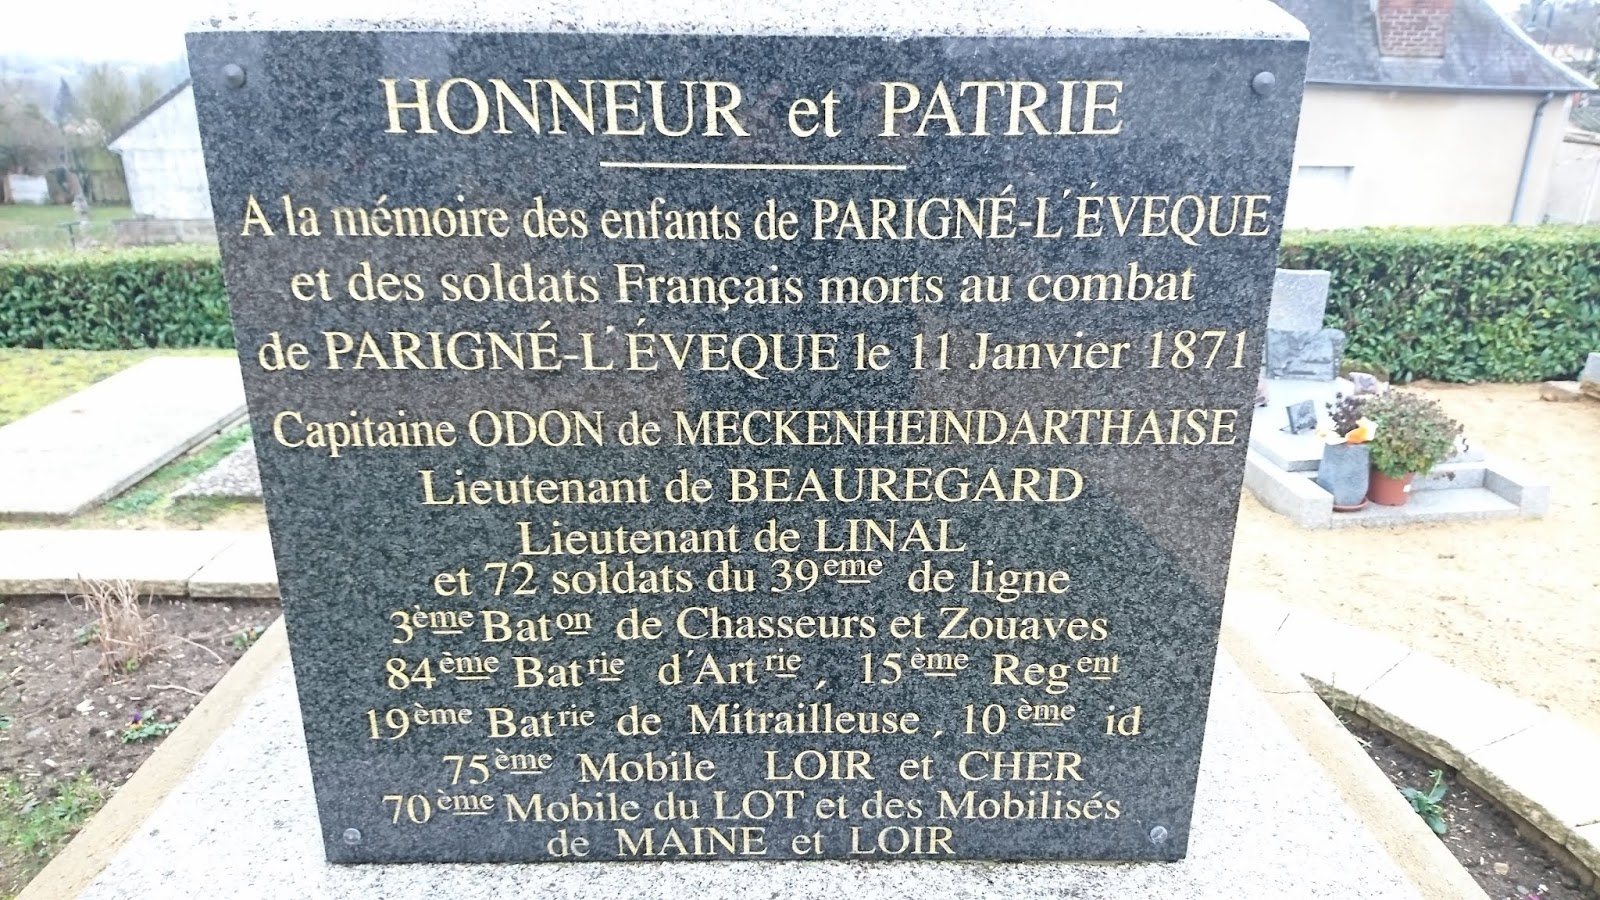 HONNEUR et PATRIE
A la mémoire des enfants de PARIGNÉ-L'ÉVEQUE
et des soldats Français morts au combat
de PARIGNÉ-L'ÉVEQUE le 11 Janvier 1871
Capitaine ODON de MECKENHEINDARTHAISE
Lieutenant de BEAUREGARD
Lieutenant de LINAL
et 72 soldats du 39eme de ligne
3ème Baton de Chasseurs et Zouaves
84ème Batrie d'Artrie, 15ème Regent
19ème Batrie de Mitrailleuse, 10ème id
75ème Mobile LOIR et CHER
70ème Mobile du LOT et des Mobilisés
de MAINE et LOIR